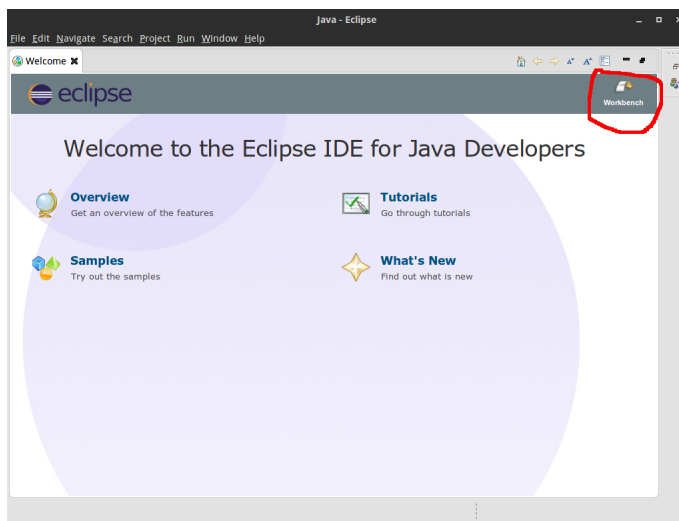 Java - Eclipse
File Edit Navigate Search Project Run Window Help
Welcome
eclipse
Workbench
Welcome to the Eclipse IDE for Java Developers
Overview
Get an overview of the features
Tutorials
Go through tutorials
Samples
Try out the samples
What's New
Find out what is new